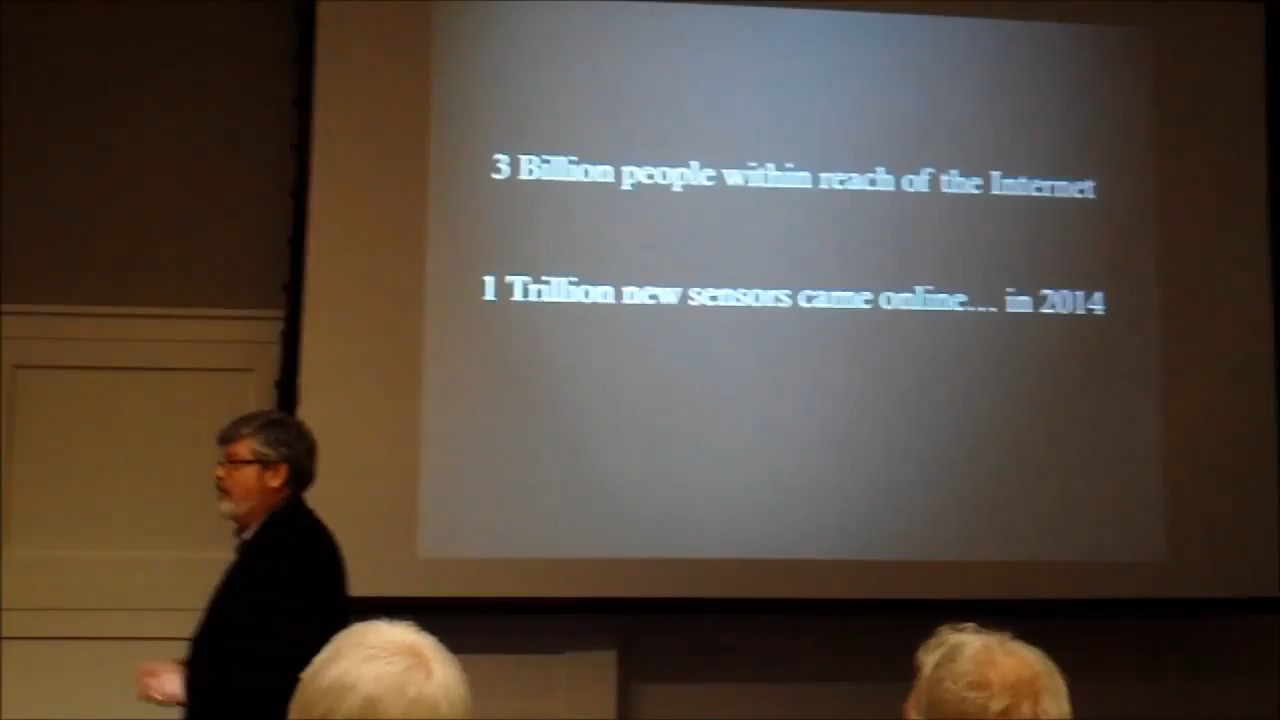 3 Billion people within reach of the Internet
1 Trillion new sensors came online... in 2014